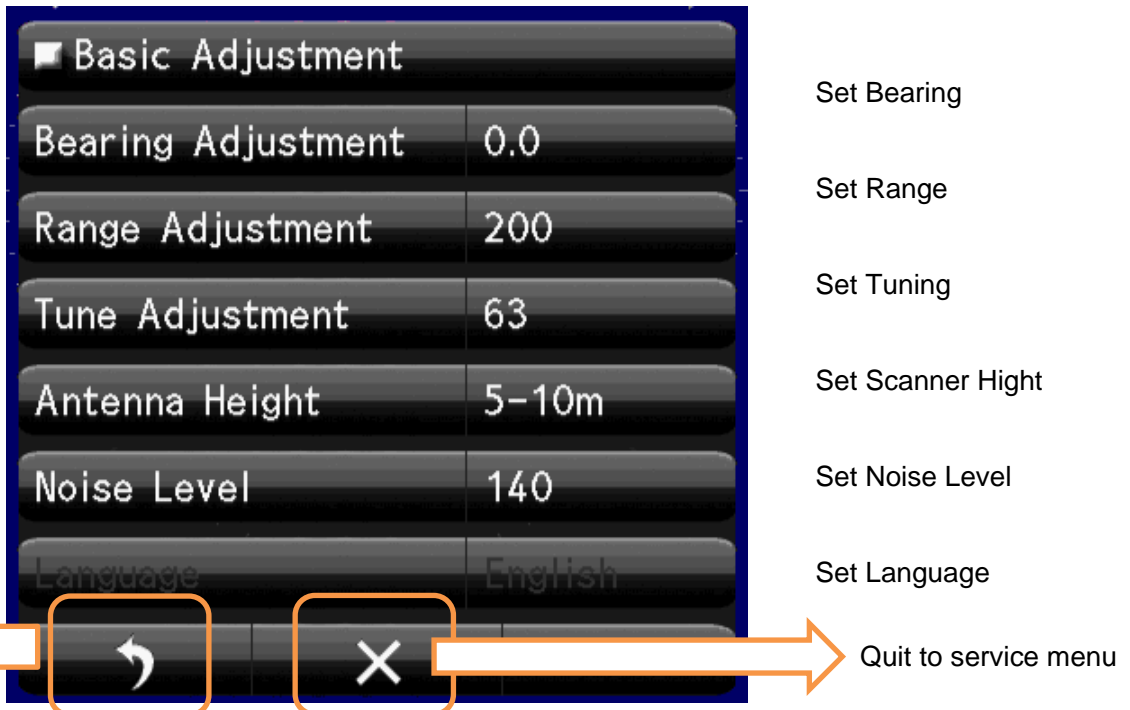 Basic Adjustment
Set Bearing
Bearing Adjustment 0.0
Set Range
Range Adjustment 200
Set Tuning
Tune Adjustment 63
Set Scanner Hight
Antenna Height 5-10m
Set Noise Level
Noise Level 140
Set Language
Language English
Quit to service menu